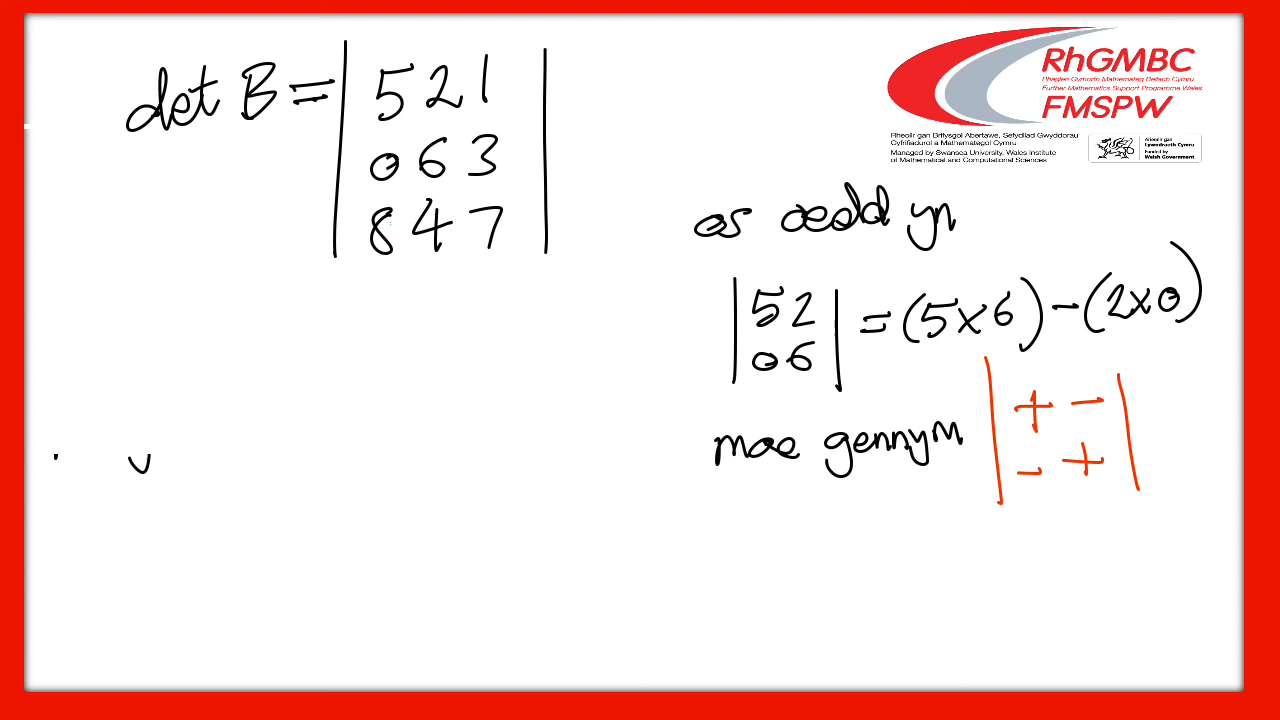 det B = | 5 2 1 |
| 0 6 3 |
| 8 4 7 |
RhGMBC
Rhaglen Gymorth Mathemateg Bellach Cymru
Further Mathematics Support Programme Wales
FMSPW
Rheolir gan Brifysgol Abertawe, Sefydliad Gwyddorau
Cyfrifiadurol a Mathemategol Cymru
Managed by Swansea University, Wales Institute
of Mathematical and Computational Sciences
Ariennir gan
Lywodraeth Cymru
Funded by
Welsh Government
os oedd yn
| 5 2 | = (5×6) - (2×0)
| 0 6 |
mae gennym | + - |
| - + |